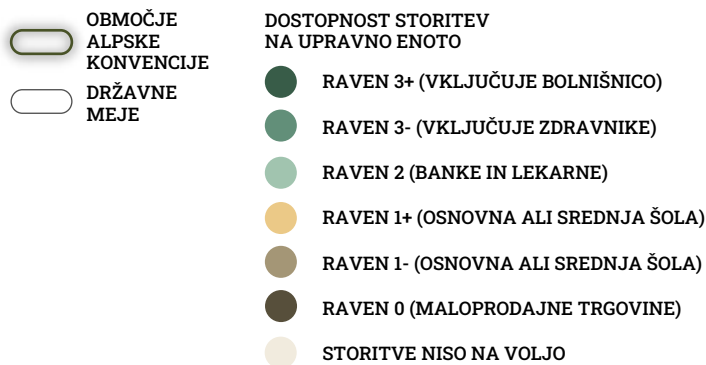 OBMOČJE
ALPSKE
KONVENCIJE
DRŽAVNE
MEJE
DOSTOPNOST STORITEV
NA UPRAVNO ENOTO
RAVEN 3+ (VKLJUČUJE BOLNIŠNICO)
RAVEN 3- (VKLJUČUJE ZDRAVNIKE)
RAVEN 2 (BANKE IN LEKARNE)
RAVEN 1+ (OSNOVNA ALI SREDNJA ŠOLA)
RAVEN 1- (OSNOVNA ALI SREDNJA ŠOLA)
RAVEN 0 (MALOPRODAJNE TRGOVINE)
STORITVE NISO NA VOLJO